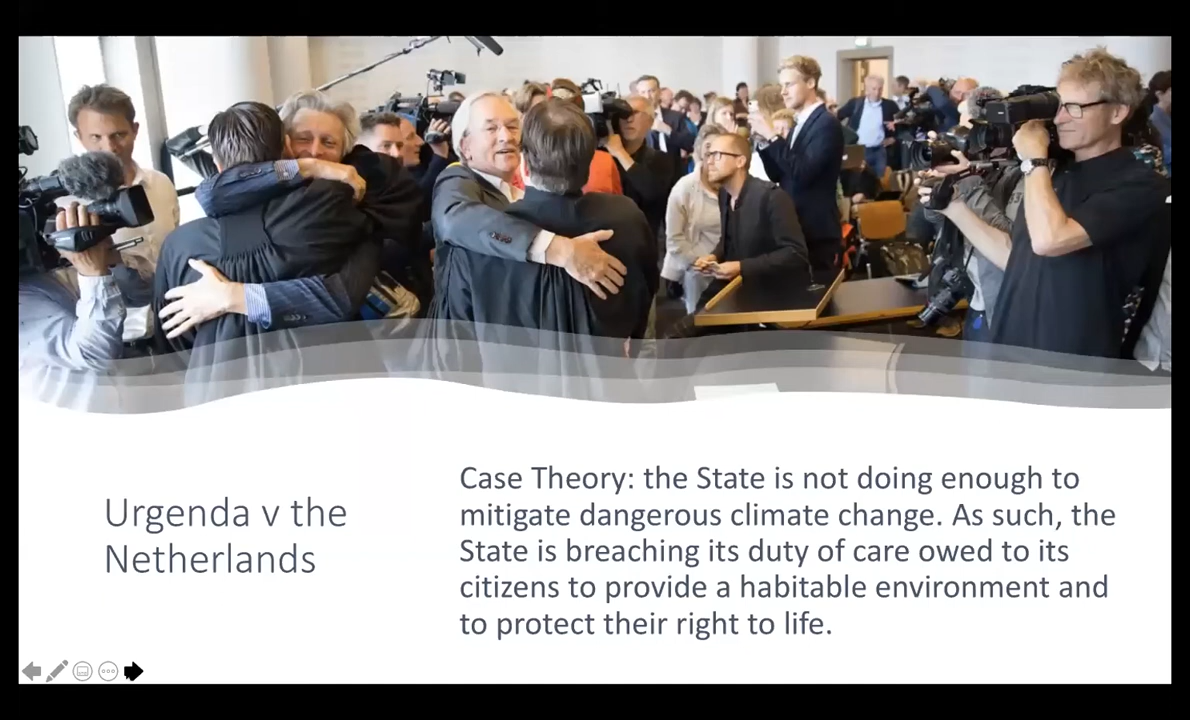 Urgenda v the
Netherlands
Case Theory: the State is not doing enough to
mitigate dangerous climate change. As such, the
State is breaching its duty of care owed to its
citizens to provide a habitable environment and
to protect their right to life.